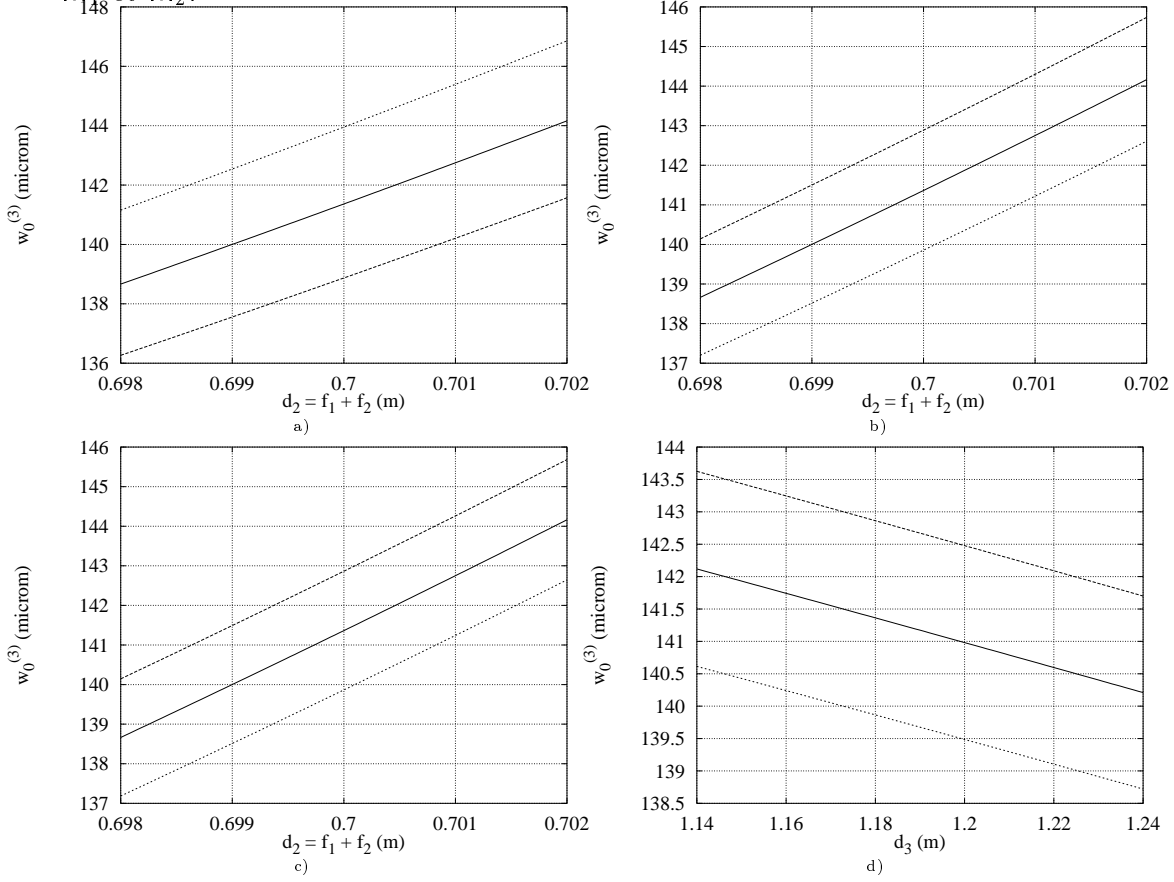 148
146
144
142
140
138
136
w0(3) (microm)
0.698 0.699 0.7 0.701 0.702
d2 = f1 + f2 (m)
a)
146
145
144
143
142
141
140
139
138
137
w0(3) (microm)
0.698 0.699 0.7 0.701 0.702
d2 = f1 + f2 (m)
b)
146
145
144
143
142
141
140
139
138
137
w0(3) (microm)
0.698 0.699 0.7 0.701 0.702
d2 = f1 + f2 (m)
c)
144
143.5
143
142.5
142
141.5
141
140.5
140
139.5
139
138.5
w0(3) (microm)
1.14 1.16 1.18 1.2 1.22 1.24
d3 (m)
d)